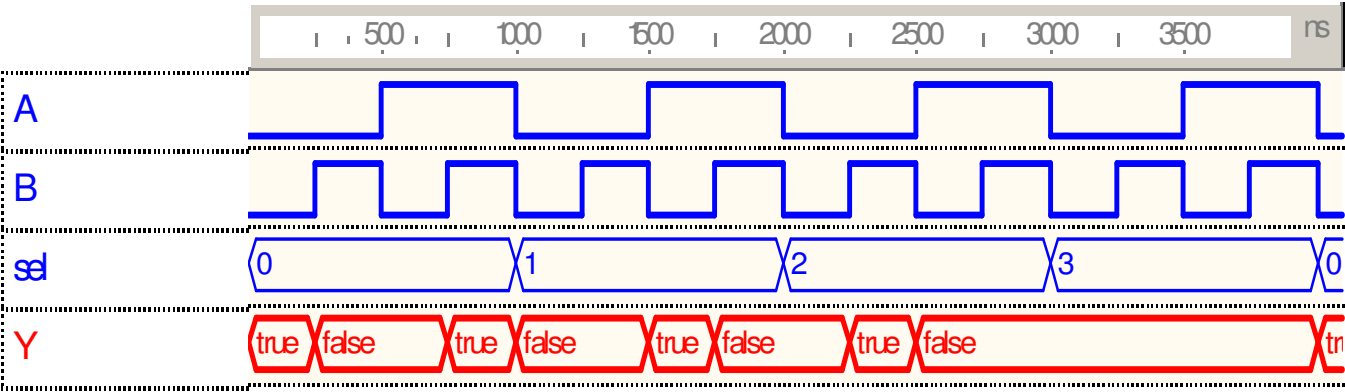 500 1000 1500 2000 2500 3000 3500 ns
A
B
sel 0 1 2 3 0
Y true false true false true false true false tr